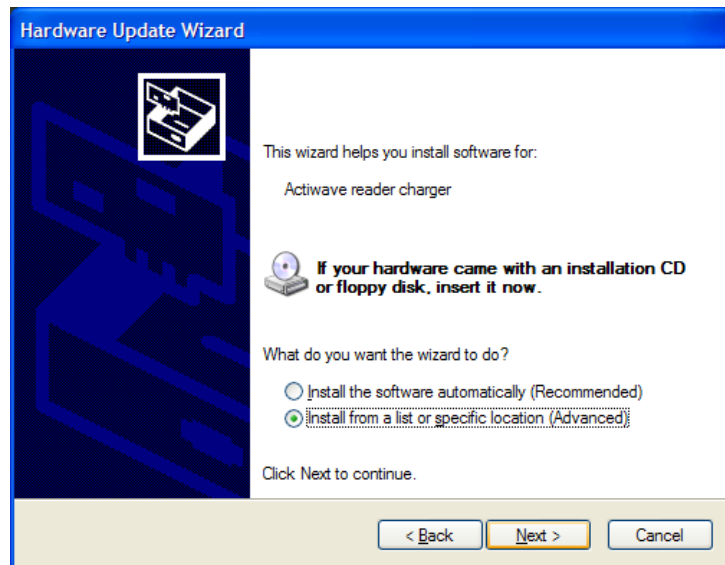 Hardware Update Wizard
This wizard helps you install software for:
Actiwave reader charger
If your hardware came with an installation CD
or floppy disk, insert it now.
What do you want the wizard to do?
Install the software automatically (Recommended)
Install from a list or specific location (Advanced)
Click Next to continue.
< Back Next > Cancel